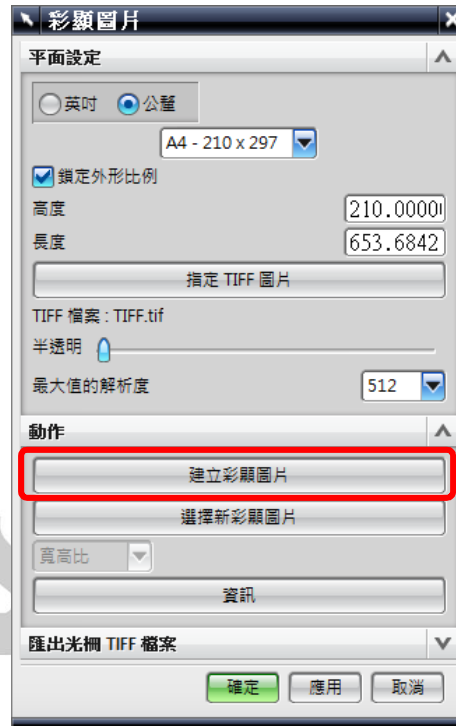 彩顯圖片
平面設定
英吋 公釐
A4 - 210 x 297
鎖定外形比例
高度 210.0000
長度 653.6842
指定 TIFF 圖片
TIFF 檔案 : TIFF.tif
半透明
最大值的解析度 512
動作
建立彩顯圖片
選擇新彩顯圖片
寬高比
資訊
匯出光柵 TIFF 檔案
確定 應用 取消